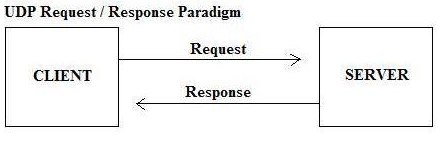 UDP Request / Response Paradigm
Request
CLIENT
SERVER
Response